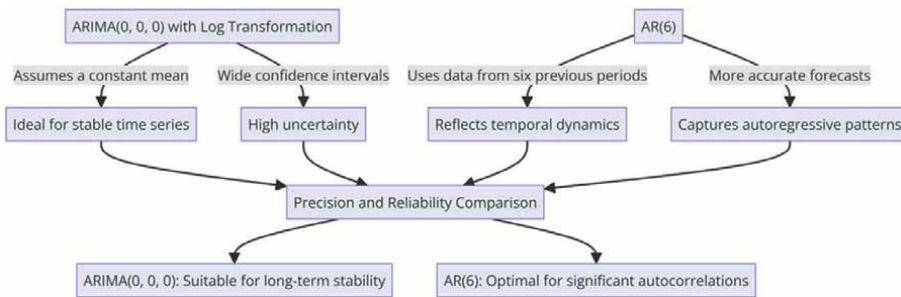 ARIMA(0, 0, 0) with Log Transformation
AR(6)
Assumes a constant mean
Wide confidence intervals
Uses data from six previous periods
More accurate forecasts
Ideal for stable time series
High uncertainty
Reflects temporal dynamics
Captures autoregressive patterns
Precision and Reliability Comparison
ARIMA(0, 0, 0): Suitable for long-term stability
AR(6): Optimal for significant autocorrelations